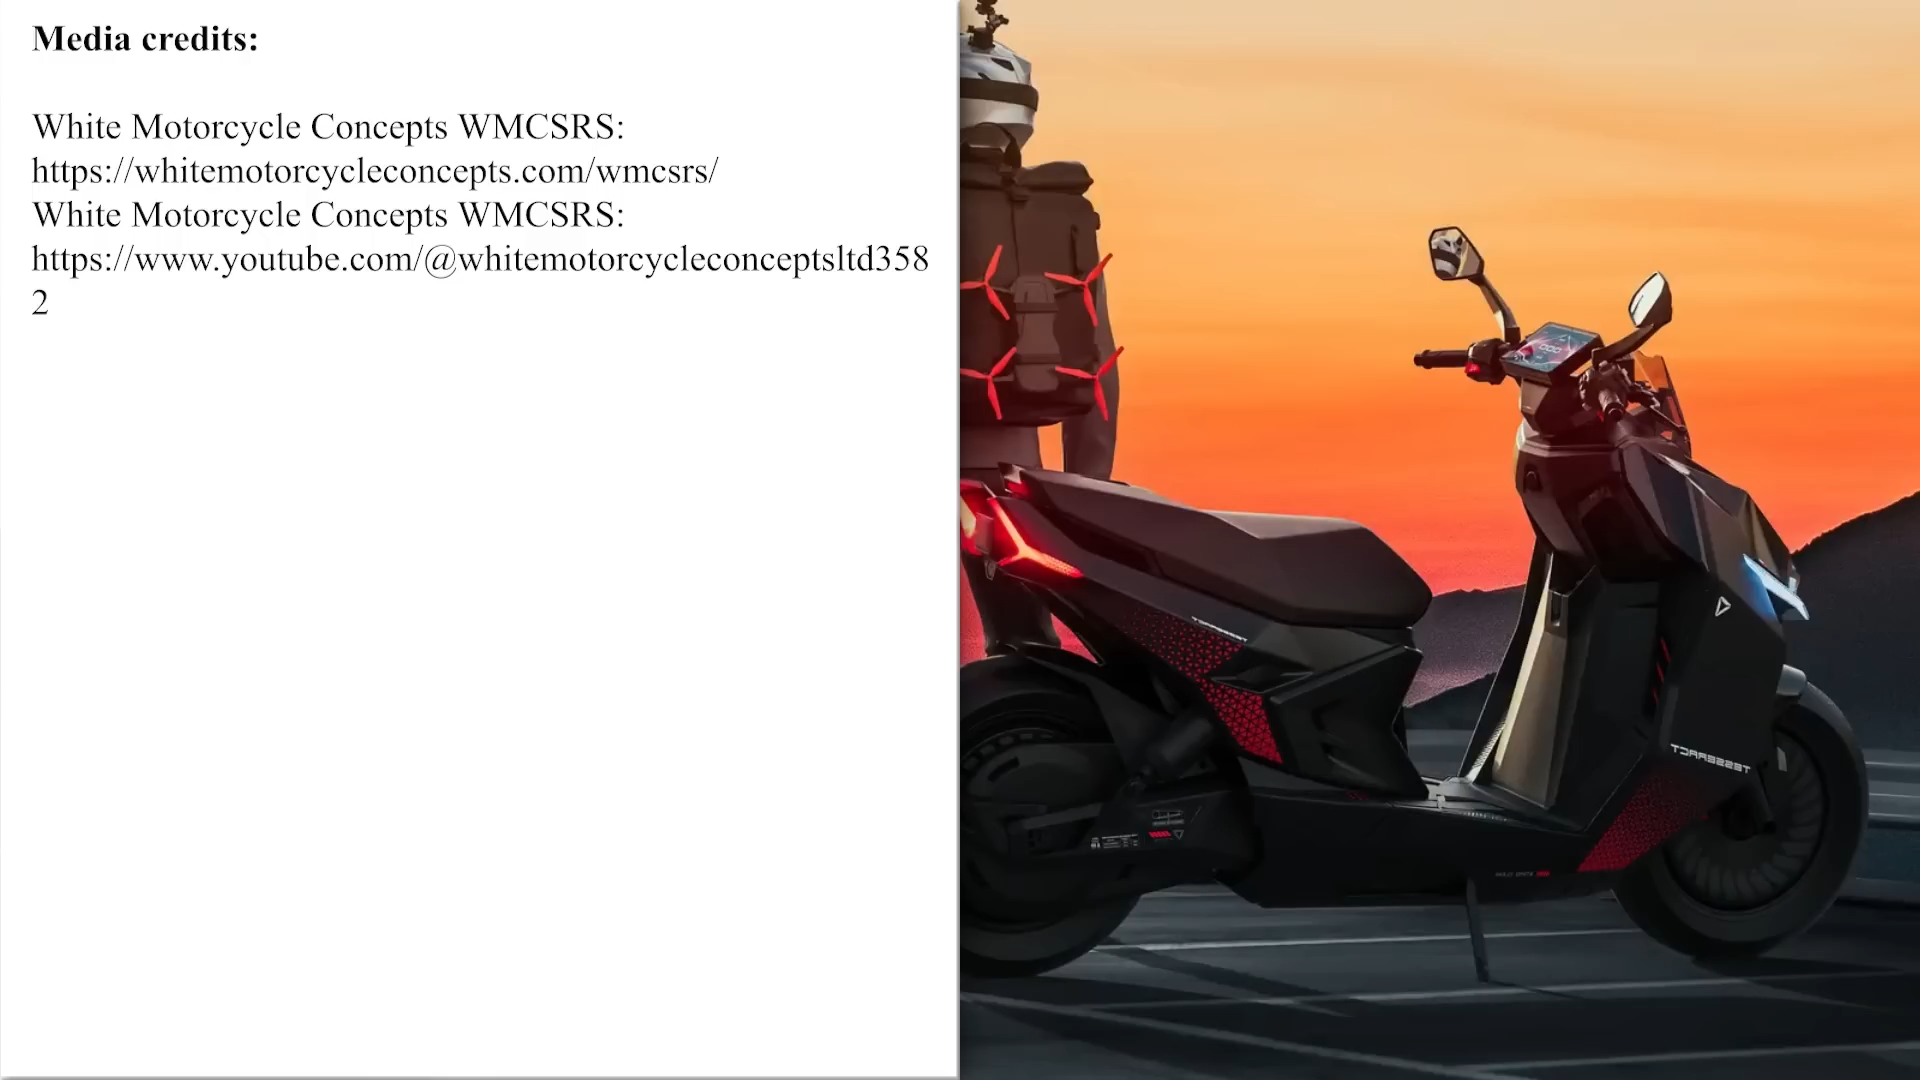 Media credits:
White Motorcycle Concepts WMCSRS:
https://whitemotorcycleconcepts.com/wmcsrs/
White Motorcycle Concepts WMCSRS:
https://www.youtube.com/@whitemotorcycleconceptsltd358
2
TESSERACT